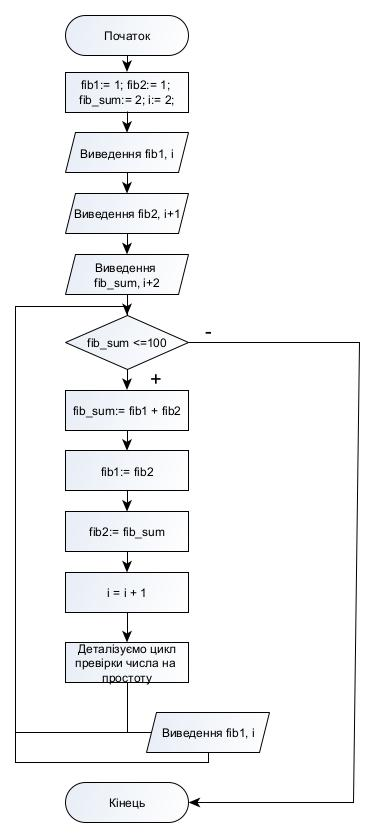 Початок
fib1:= 1; fib2:= 1;
fib_sum:= 2; i:= 2;
Виведення fib1, i
Виведення fib2, i+1
Виведення
fib_sum, i+2
fib_sum <=100
-
+
fib_sum:= fib1 + fib2
fib1:= fib2
fib2:= fib_sum
i = i + 1
Деталізуємо цикл
превірки числа на
простоту
Виведення fib1, i
Кінець